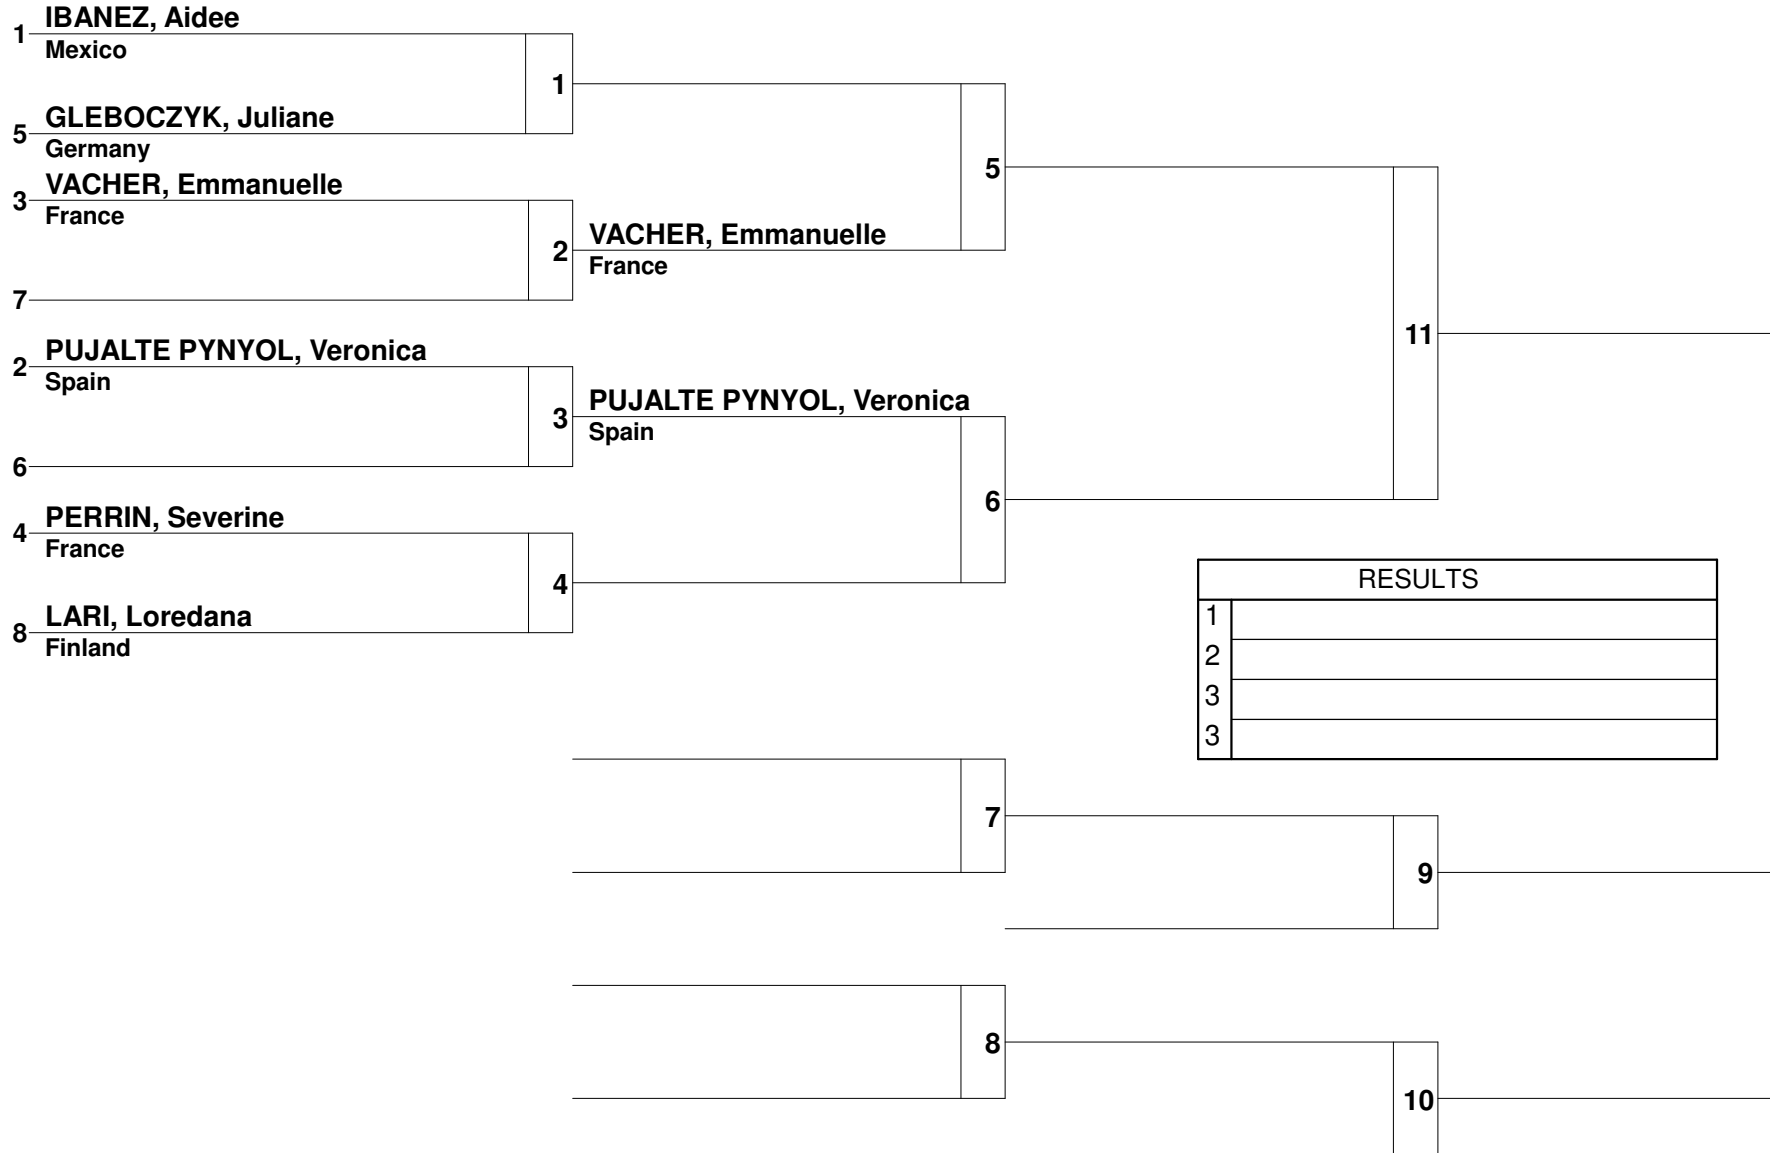 IBANEZ, Aidee
1
Mexico
1
GLEBOCZYK, Juliane
5
Germany
5
VACHER, Emmanuelle
3
France
2
VACHER, Emmanuelle
France
7
11
PUJALTE PYNYOL, Veronica
2
Spain
3
PUJALTE PYNYOL, Veronica
Spain
6
6
PERRIN, Severine
4
France
4
LARI, Loredana
8
Finland
RESULTS
1
2
3
3
7
9
8
10